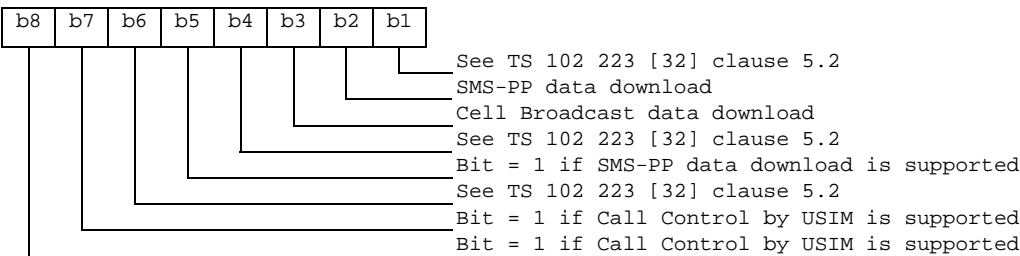 b8 b7 b6 b5 b4 b3 b2 b1
See TS 102 223 [32] clause 5.2
SMS-PP data download
Cell Broadcast data download
See TS 102 223 [32] clause 5.2
Bit = 1 if SMS-PP data download is supported
See TS 102 223 [32] clause 5.2
Bit = 1 if Call Control by USIM is supported
Bit = 1 if Call Control by USIM is supported